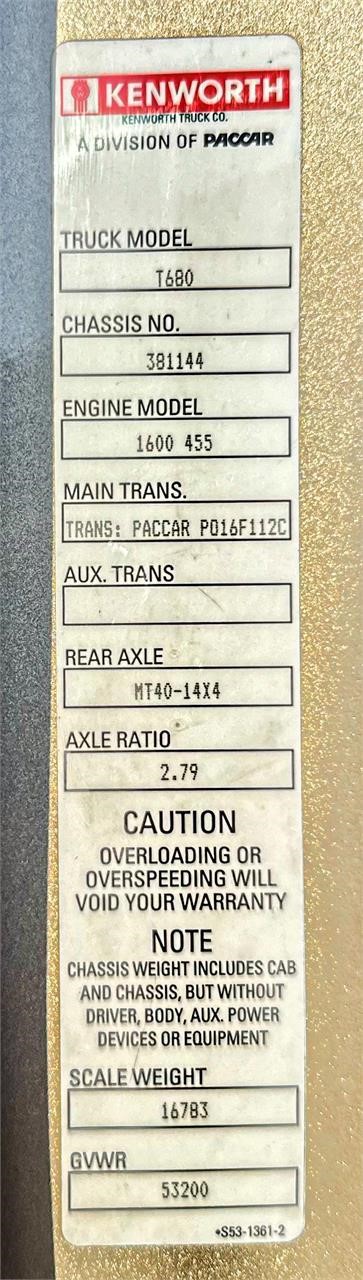 KENWORTH
KENWORTH TRUCK CO.
A DIVISION OF PACCAR
TRUCK MODEL
T680
CHASSIS NO.
381144
ENGINE MODEL
1600 455
MAIN TRANS.
TRANS: PACCAR PO16F112C
AUX. TRANS
REAR AXLE
MT40-14X4
AXLE RATIO
2.79
CAUTION
OVERLOADING OR
OVERSPEEDING WILL
VOID YOUR WARRANTY
NOTE
CHASSIS WEIGHT INCLUDES CAB
AND CHASSIS, BUT WITHOUT
DRIVER, BODY, AUX. POWER
DEVICES OR EQUIPMENT
SCALE WEIGHT
16783
GVWR
53200
•S53-1361-2